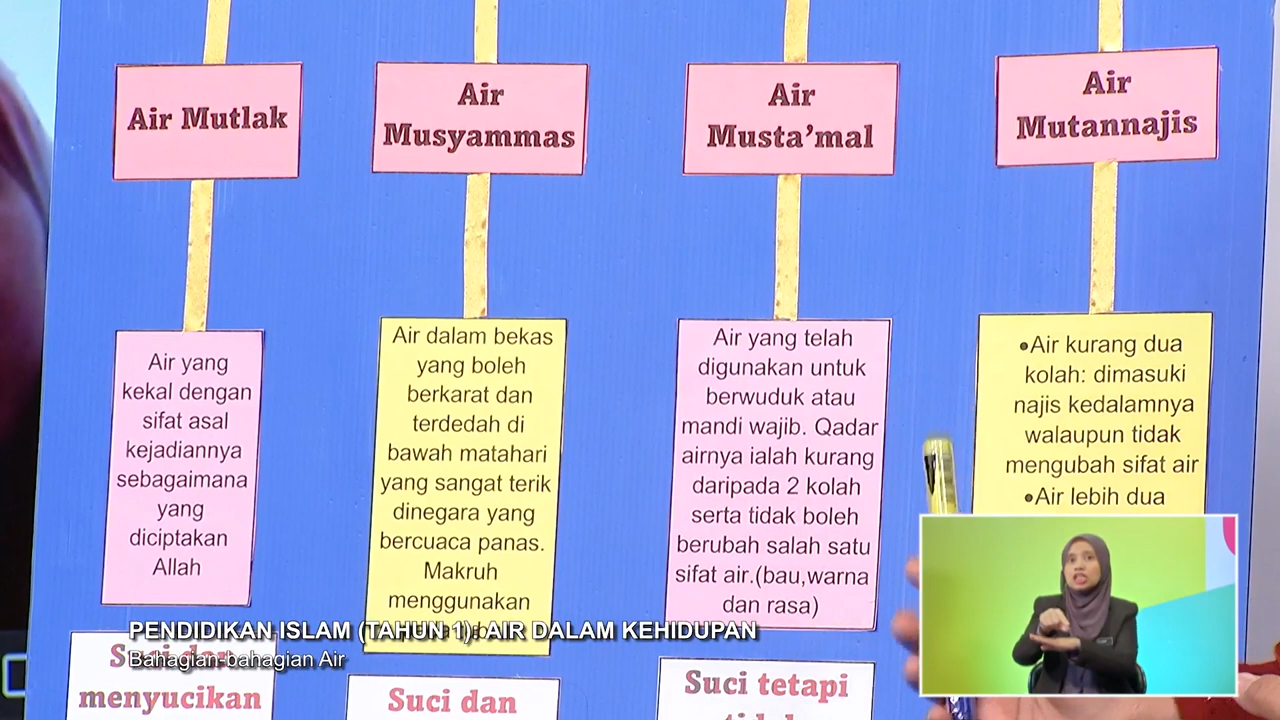 Air Mutlak
Air
Musyammas
Air
Musta'mal
Air
Mutannajis
Air yang
kekal dengan
sifat asal
kejadiannya
sebagaimana
yang
diciptakan
Allah
Air dalam bekas
yang boleh
berkarat dan
terdedah di
bawah matahari
yang sangat terik
dinegara yang
bercuaca panas.
Makruh
menggunakan
Air yang telah
digunakan untuk
berwuduk atau
mandi wajib. Qadar
airnya ialah kurang
daripada 2 kolah
serta tidak boleh
berubah salah satu
sifat air.(bau,warna
dan rasa)
•Air kurang dua
kolah: dimasuki
najis kedalamnya
walaupun tidak
mengubah sifat air
•Air lebih dua
PENDIDIKAN ISLAM (TAHUN 1): AIR DALAM KEHIDUPAN
Bahagian-bahagian Air
Suci dan
menyucikan
Suci dan
Suci tetapi